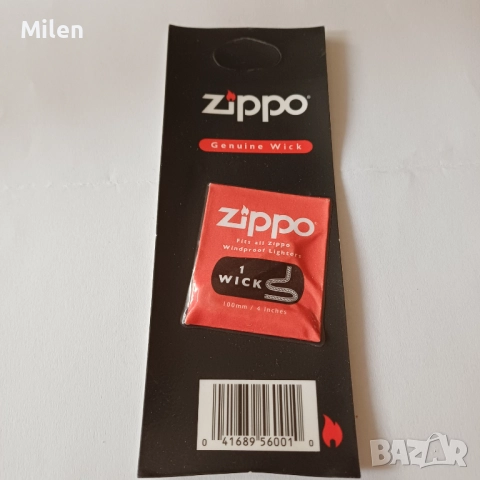 Milen
Zippo®
Genuine Wick
Zippo
Fits all Zippo
Windproof Lighters
1
WICK
100mm / 4 inches
0 41689 56001 0
BAZAR